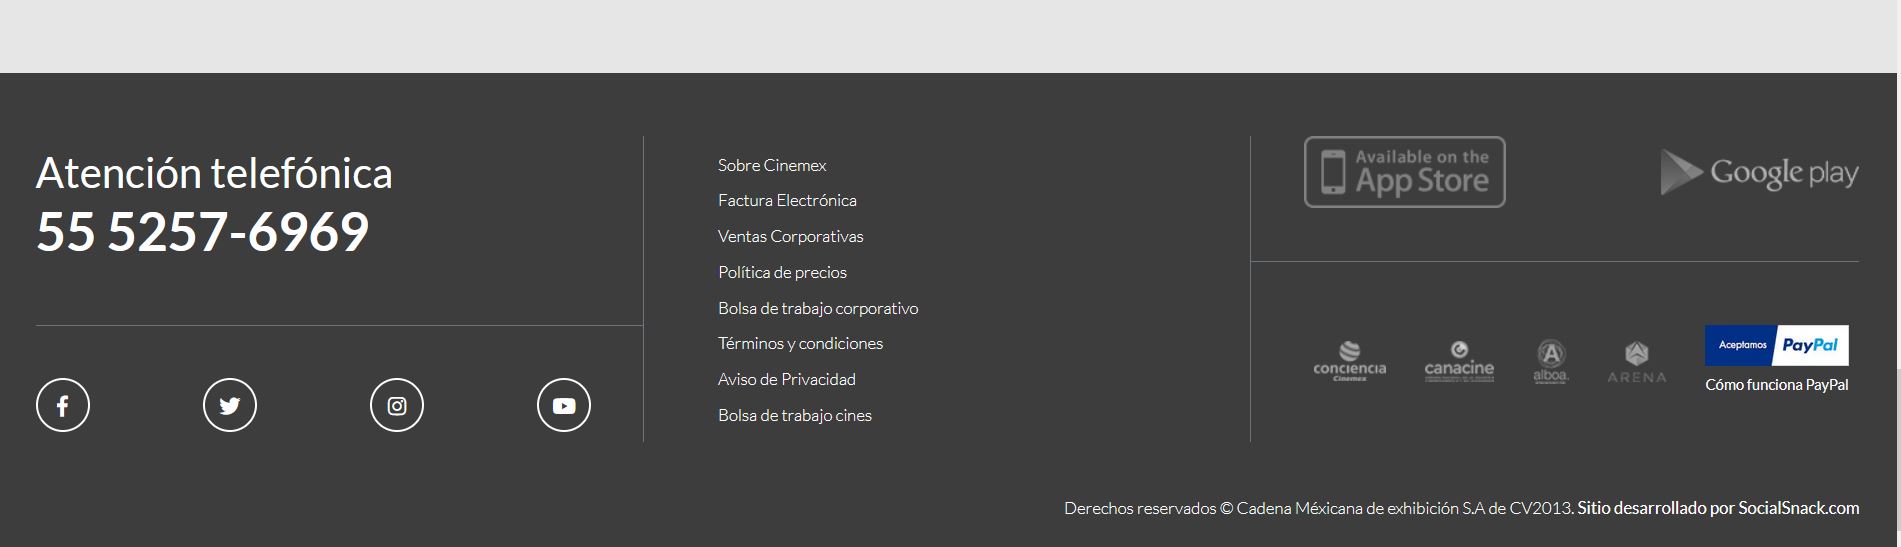 Atención telefónica
55 5257-6969
Sobre Cinemex
Factura Electrónica
Ventas Corporativas
Política de precios
Bolsa de trabajo corporativo
Términos y condiciones
Aviso de Privacidad
Bolsa de trabajo cines
Available on the
App Store
Google play
conciencia
Cinemex
canacine
alboa.
ARENA
Aceptamos PayPal
Cómo funciona PayPal
Derechos reservados © Cadena Méxicana de exhibición S.A de CV2013. Sitio desarrollado por SocialSnack.com